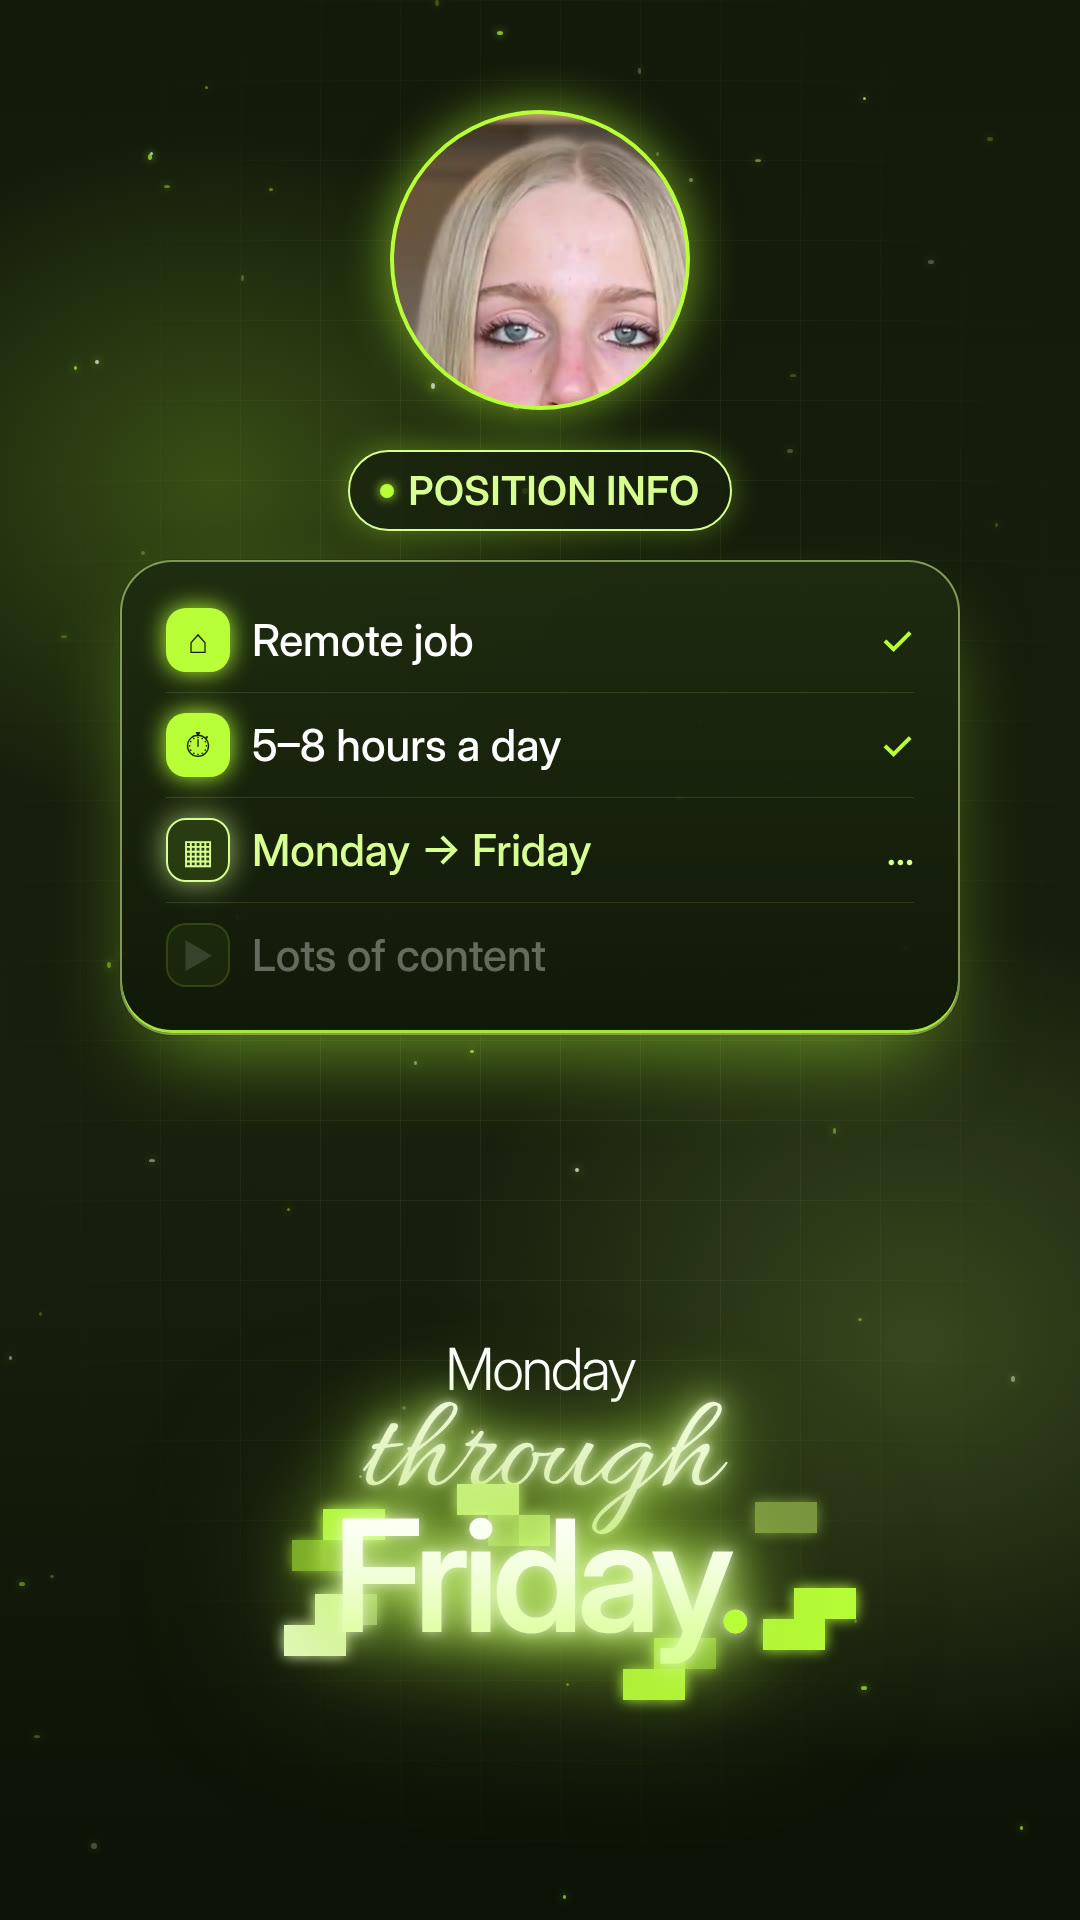 POSITION INFO
Remote job
5–8 hours a day
Monday → Friday ...
Lots of content
Monday
through
Friday.